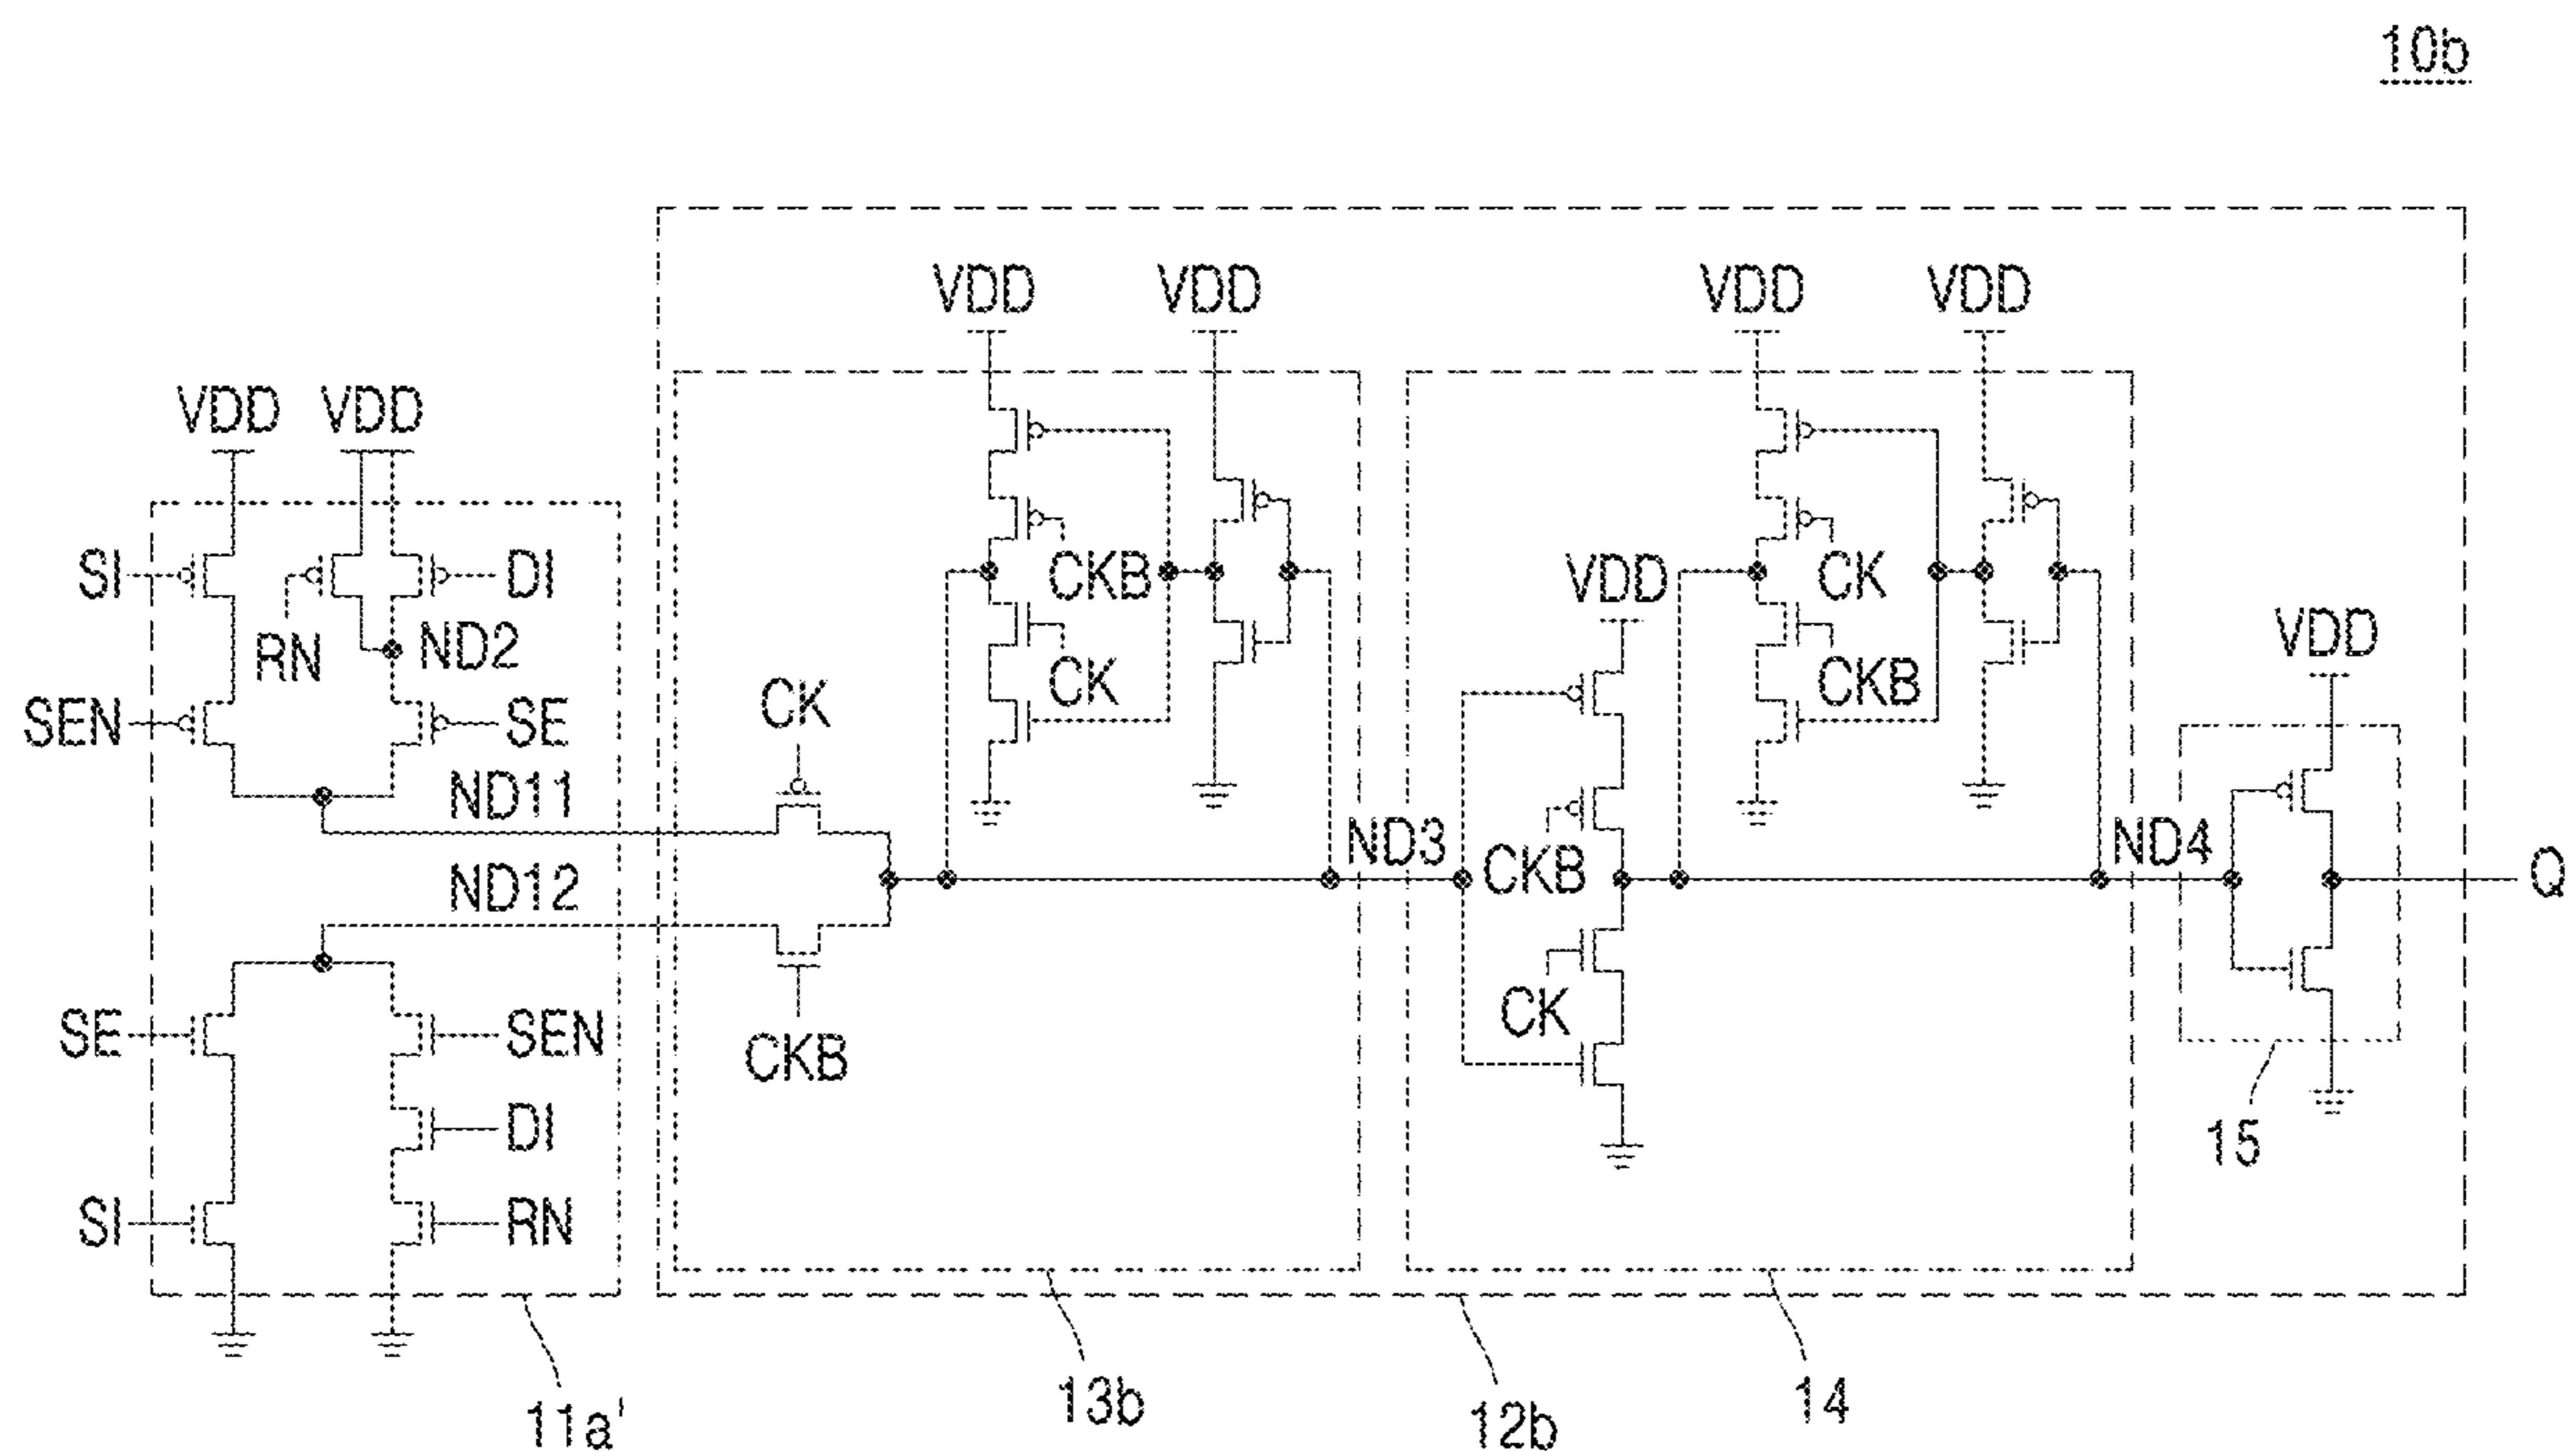 10b
VDD VDD VDD VDD
VDD VDD
SI DI CKB CK VDD
RN ND2 CK CKB VDD
SEN SE CK
ND11 ND3 CKB ND4 Q
ND12
SE SEN CKB CK
DI 15
SI RN
11a' 13b 12b 14